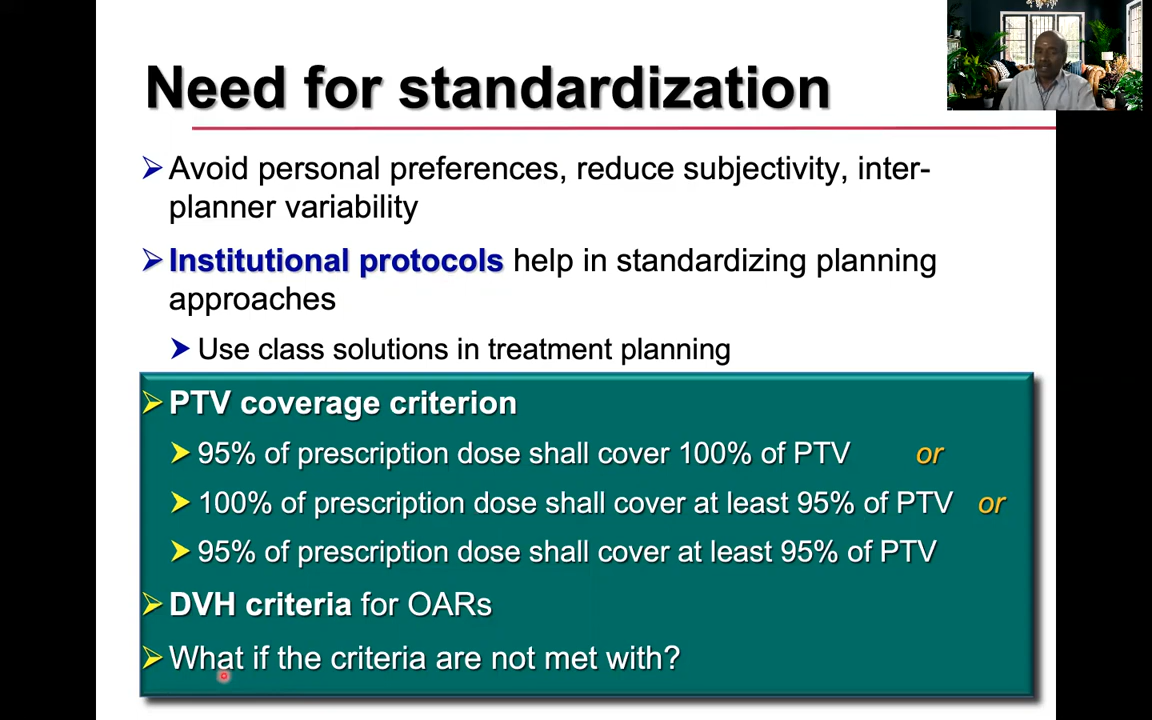 Need for standardization
➢ Avoid personal preferences, reduce subjectivity, inter-
planner variability
➢ Institutional protocols help in standardizing planning
approaches
➤ Use class solutions in treatment planning
➢ PTV coverage criterion
➤ 95% of prescription dose shall cover 100% of PTV or
➤ 100% of prescription dose shall cover at least 95% of PTV or
➤ 95% of prescription dose shall cover at least 95% of PTV
➢ DVH criteria for OARs
➢ What if the criteria are not met with?